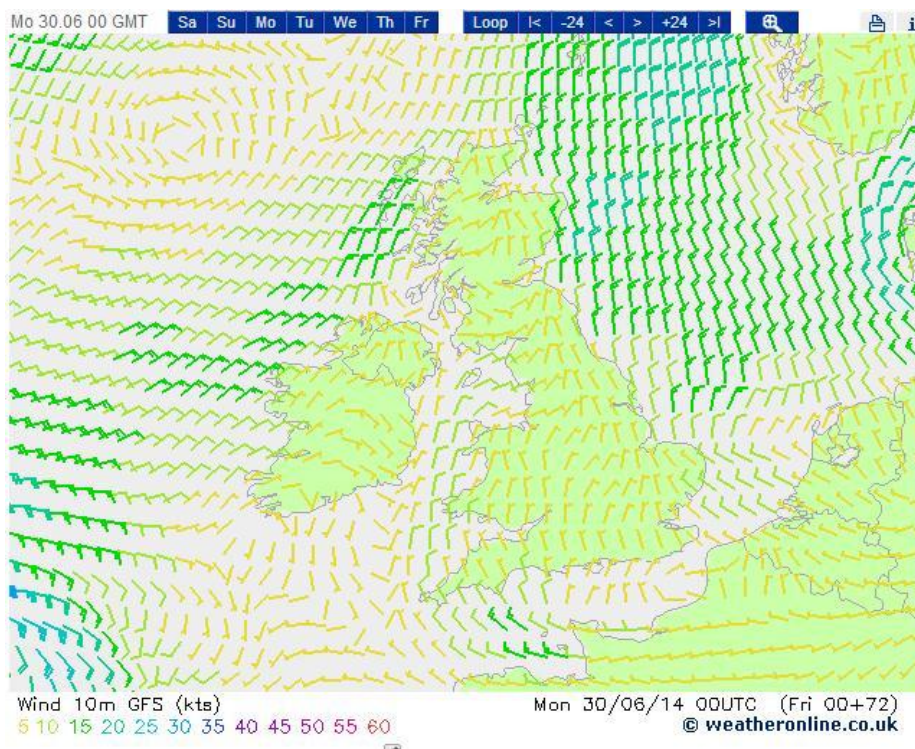 Mo 30.06 00 GMT Sa Su Mo Tu We Th Fr Loop I< -24 < > +24 >I
Wind 10m GFS (kts) Mon 30/06/14 00UTC (Fri 00+72)
5 10 15 20 25 30 35 40 45 50 55 60 © weatheronline.co.uk